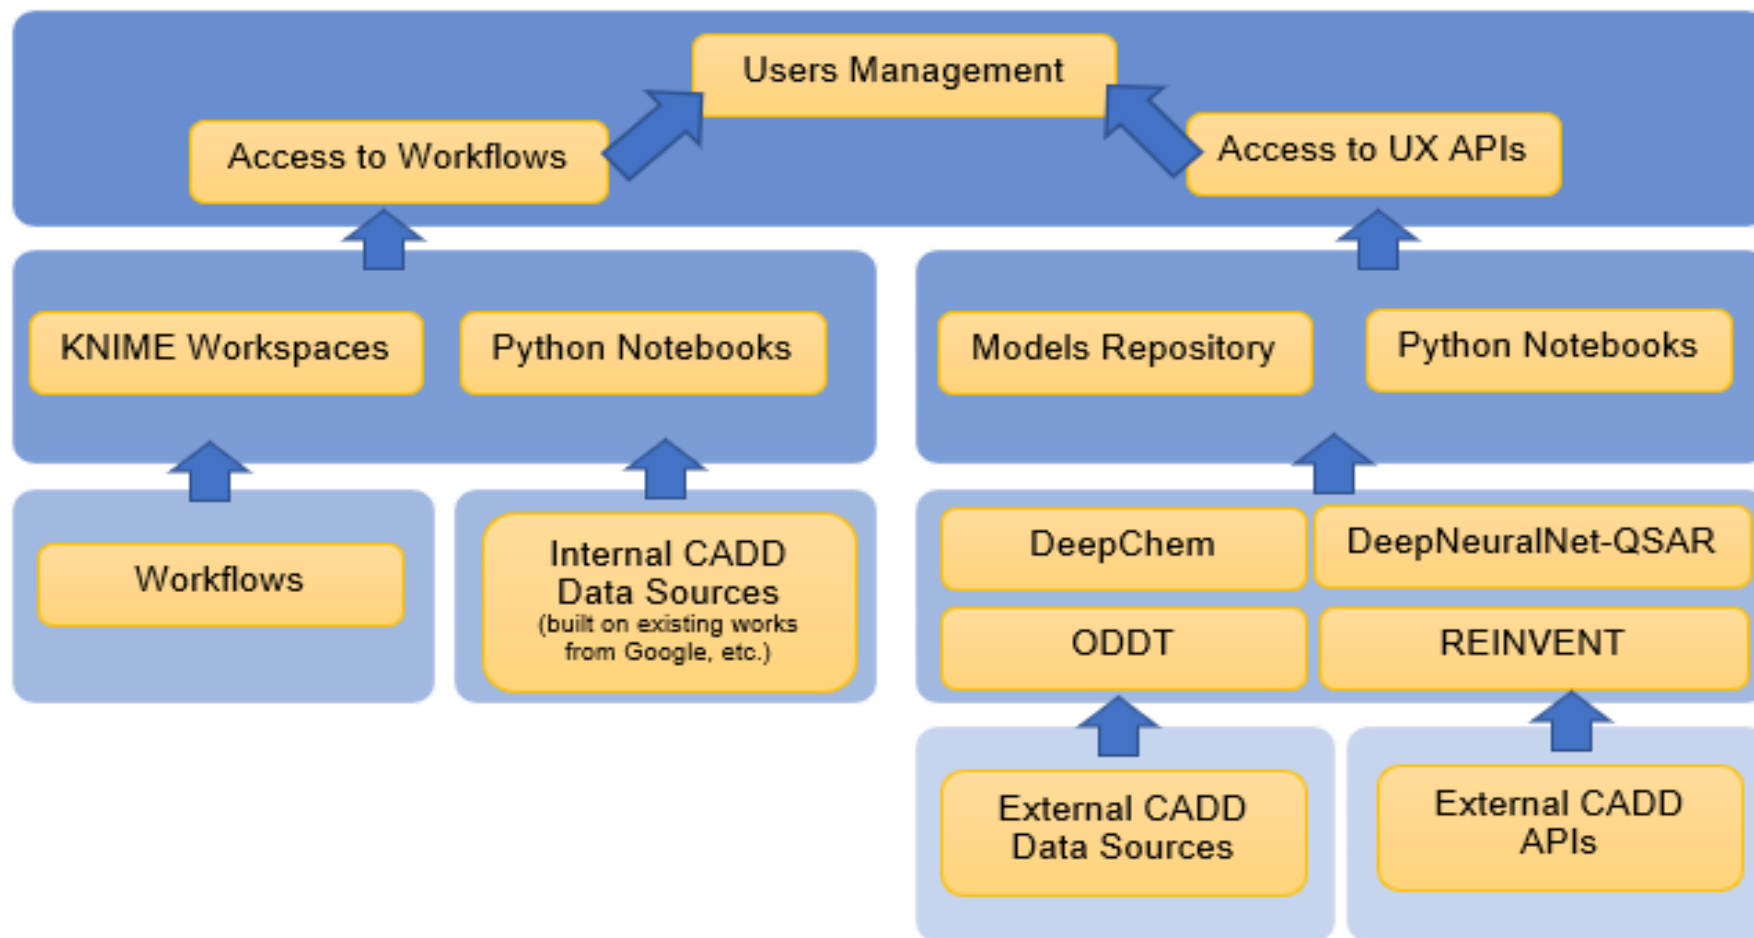 Users Management
Access to Workflows
Access to UX APIs
KNIME Workspaces
Python Notebooks
Models Repository
Python Notebooks
Workflows
Internal CADD
Data Sources
(built on existing works
from Google, etc.)
DeepChem
DeepNeuralNet-QSAR
ODDT
REINVENT
External CADD
Data Sources
External CADD
APIs